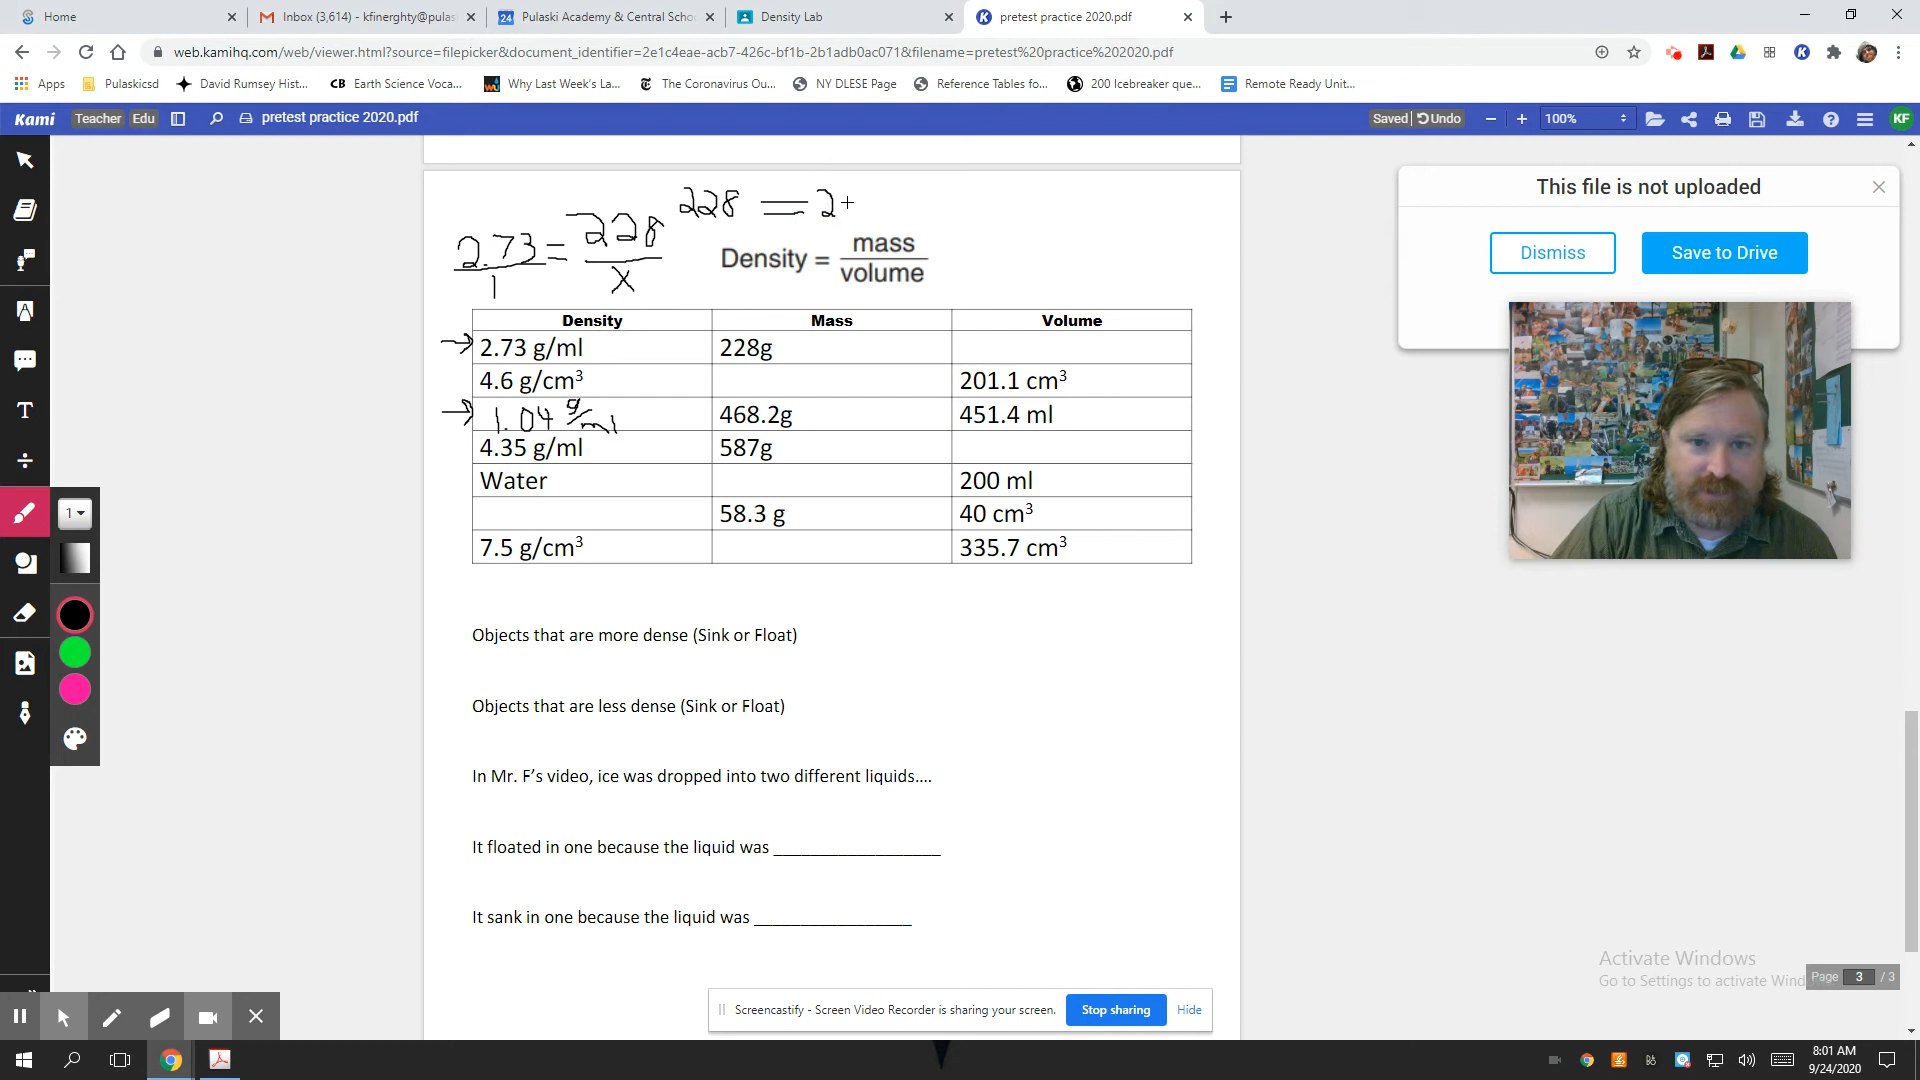 Home
Inbox (3,614) - kfinerghty@pulas
Pulaski Academy & Central Scho
Density Lab
pretest practice 2020.pdf
web.kamihq.com/web/viewer.html?source=filepicker&document_identifier=2e1c4eae-acb7-426c-bf1b-2b1adb0ac071&filename=pretest%20practice%202020.pdf
Apps Pulaskicsd David Rumsey Hist... Earth Science Voca... Why Last Week's La... The Coronavirus Ou... NY DLESE Page Reference Tables fo... 200 Icebreaker que... Remote Ready Unit...
Kami Teacher Edu pretest practice 2020.pdf Saved Undo 100% KF
This file is not uploaded
Dismiss Save to Drive
228 = 2
2.73 = 228
1 x
Density = mass
volume
Density Mass Volume
2.73 g/ml 228g
4.6 g/cm³ 201.1 cm³
1.04 g/ml 468.2g 451.4 ml
4.35 g/ml 587g
Water 200 ml
58.3 g 40 cm³
7.5 g/cm³ 335.7 cm³
1
Objects that are more dense (Sink or Float)
Objects that are less dense (Sink or Float)
In Mr. F's video, ice was dropped into two different liquids....
It floated in one because the liquid was __________________
It sank in one because the liquid was _________________
Activate Windows
Go to Settings to activate Wind
Page 3 / 3
Screencastify - Screen Video Recorder is sharing your screen. Stop sharing Hide
8:01 AM
9/24/2020